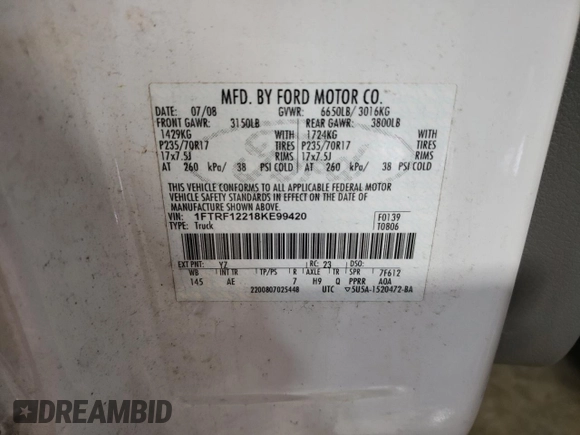 MFD. BY FORD MOTOR CO.
DATE: 07/08 GVWR: 6650LB/ 3016KG
FRONT GAWR: 3150LB REAR GAWR: 3800LB
1429KG WITH 1724KG WITH
P235/70R17 TIRES P235/70R17 TIRES
17x7.5J RIMS 17x7.5J RIMS
AT 260 kPa/ 38 PSI COLD AT 260 kPa/ 38 PSI COLD
THIS VEHICLE CONFORMS TO ALL APPLICABLE FEDERAL MOTOR
VEHICLE SAFETY STANDARDS IN EFFECT ON THE DATE OF
MANUFACTURE SHOWN ABOVE.
VIN: 1FTRF12218KE99420 F0139
TYPE: Truck T0806
EXT PNT: YZ RC: 23 DSO:
WB INT TR TP/PS R AXLE TR SPR 7F612
145 AE 7 H9 Q PPRR AQA
2200807025448 UTC ▽5U5A-1520472-BA
DREAMBID